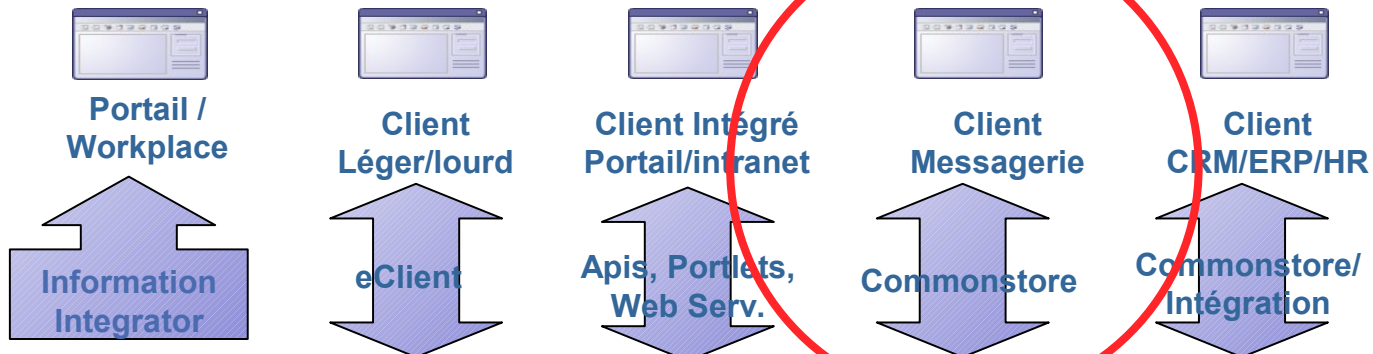 Portail /
Workplace
Client
Léger/lourd
Client Intégré
Portail/intranet
Client
Messagerie
Client
CRM/ERP/HR
Information
Integrator
eClient
Apis, Portlets,
Web Serv.
Commonstore
Commonstore/
Intégration